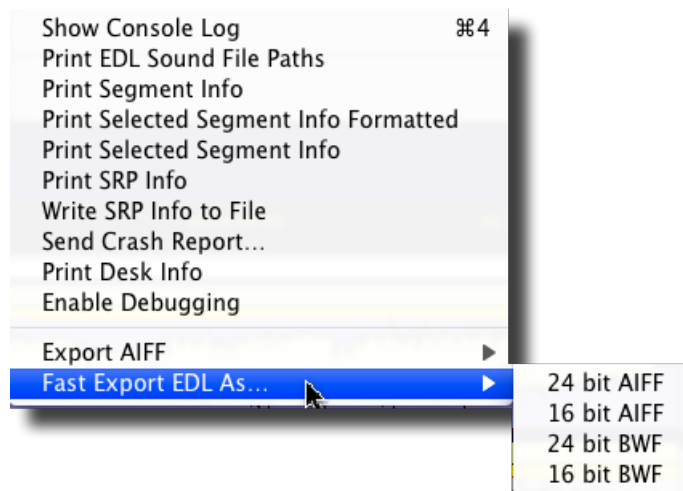 Show Console Log ⌘4
Print EDL Sound File Paths
Print Segment Info
Print Selected Segment Info Formatted
Print Selected Segment Info
Print SRP Info
Write SRP Info to File
Send Crash Report...
Print Desk Info
Enable Debugging
Export AIFF
Fast Export EDL As...
24 bit AIFF
16 bit AIFF
24 bit BWF
16 bit BWF